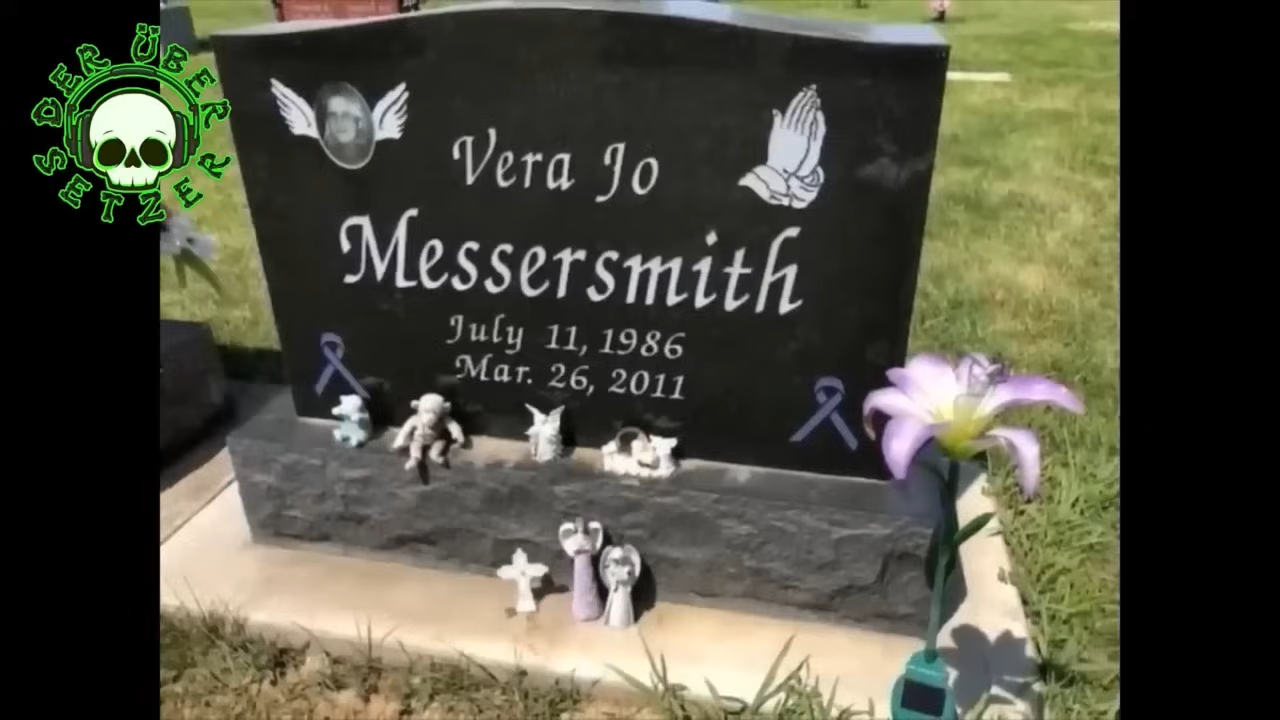 DER ÜBER
SETZER
Vera Jo
Messersmith
July 11, 1986
Mar. 26, 2011